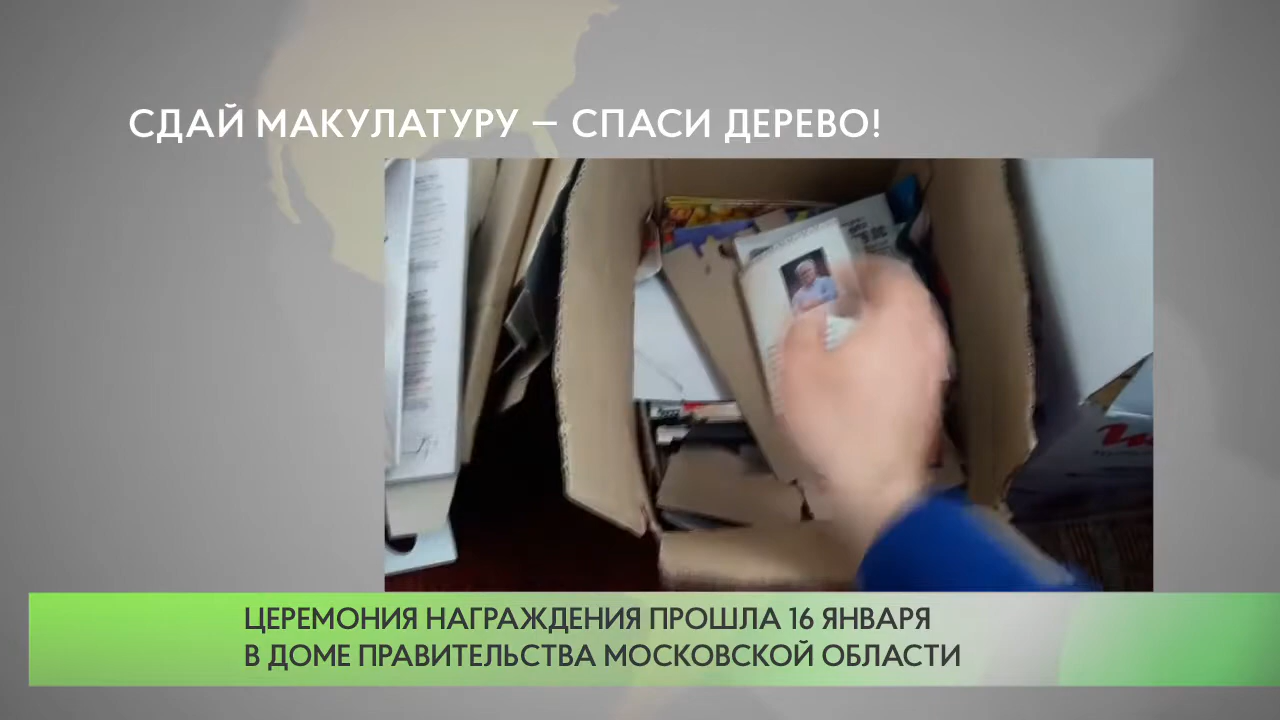 СДАЙ МАКУЛАТУРУ – СПАСИ ДЕРЕВО!
ЦЕРЕМОНИЯ НАГРАЖДЕНИЯ ПРОШЛА 16 ЯНВАРЯ
В ДОМЕ ПРАВИТЕЛЬСТВА МОСКОВСКОЙ ОБЛАСТИ